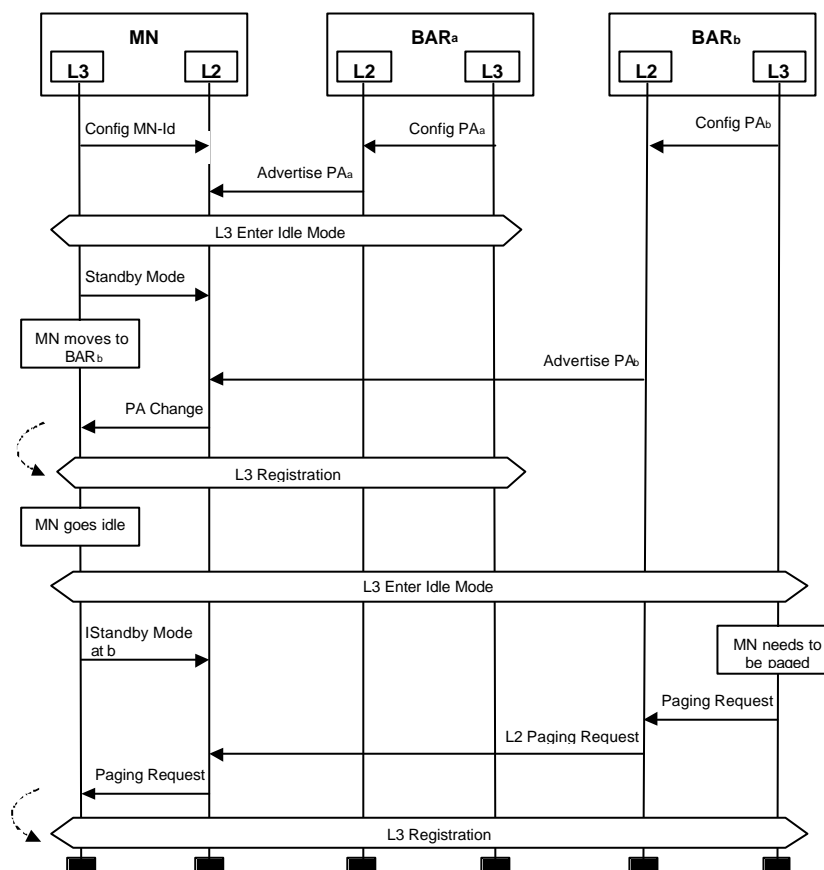 MN
BARa
BARb
L3
L2
L2
L3
L2
L3
Config MN-Id
Config PAa
Config PAb
Advertise PAa
L3 Enter Idle Mode
Standby Mode
MN moves to
BARb
Advertise PAb
PA Change
L3 Registration
MN goes idle
L3 Enter Idle Mode
IStandby Mode
at b
MN needs to
be paged
Paging Request
L2 Paging Request
Paging Request
L3 Registration